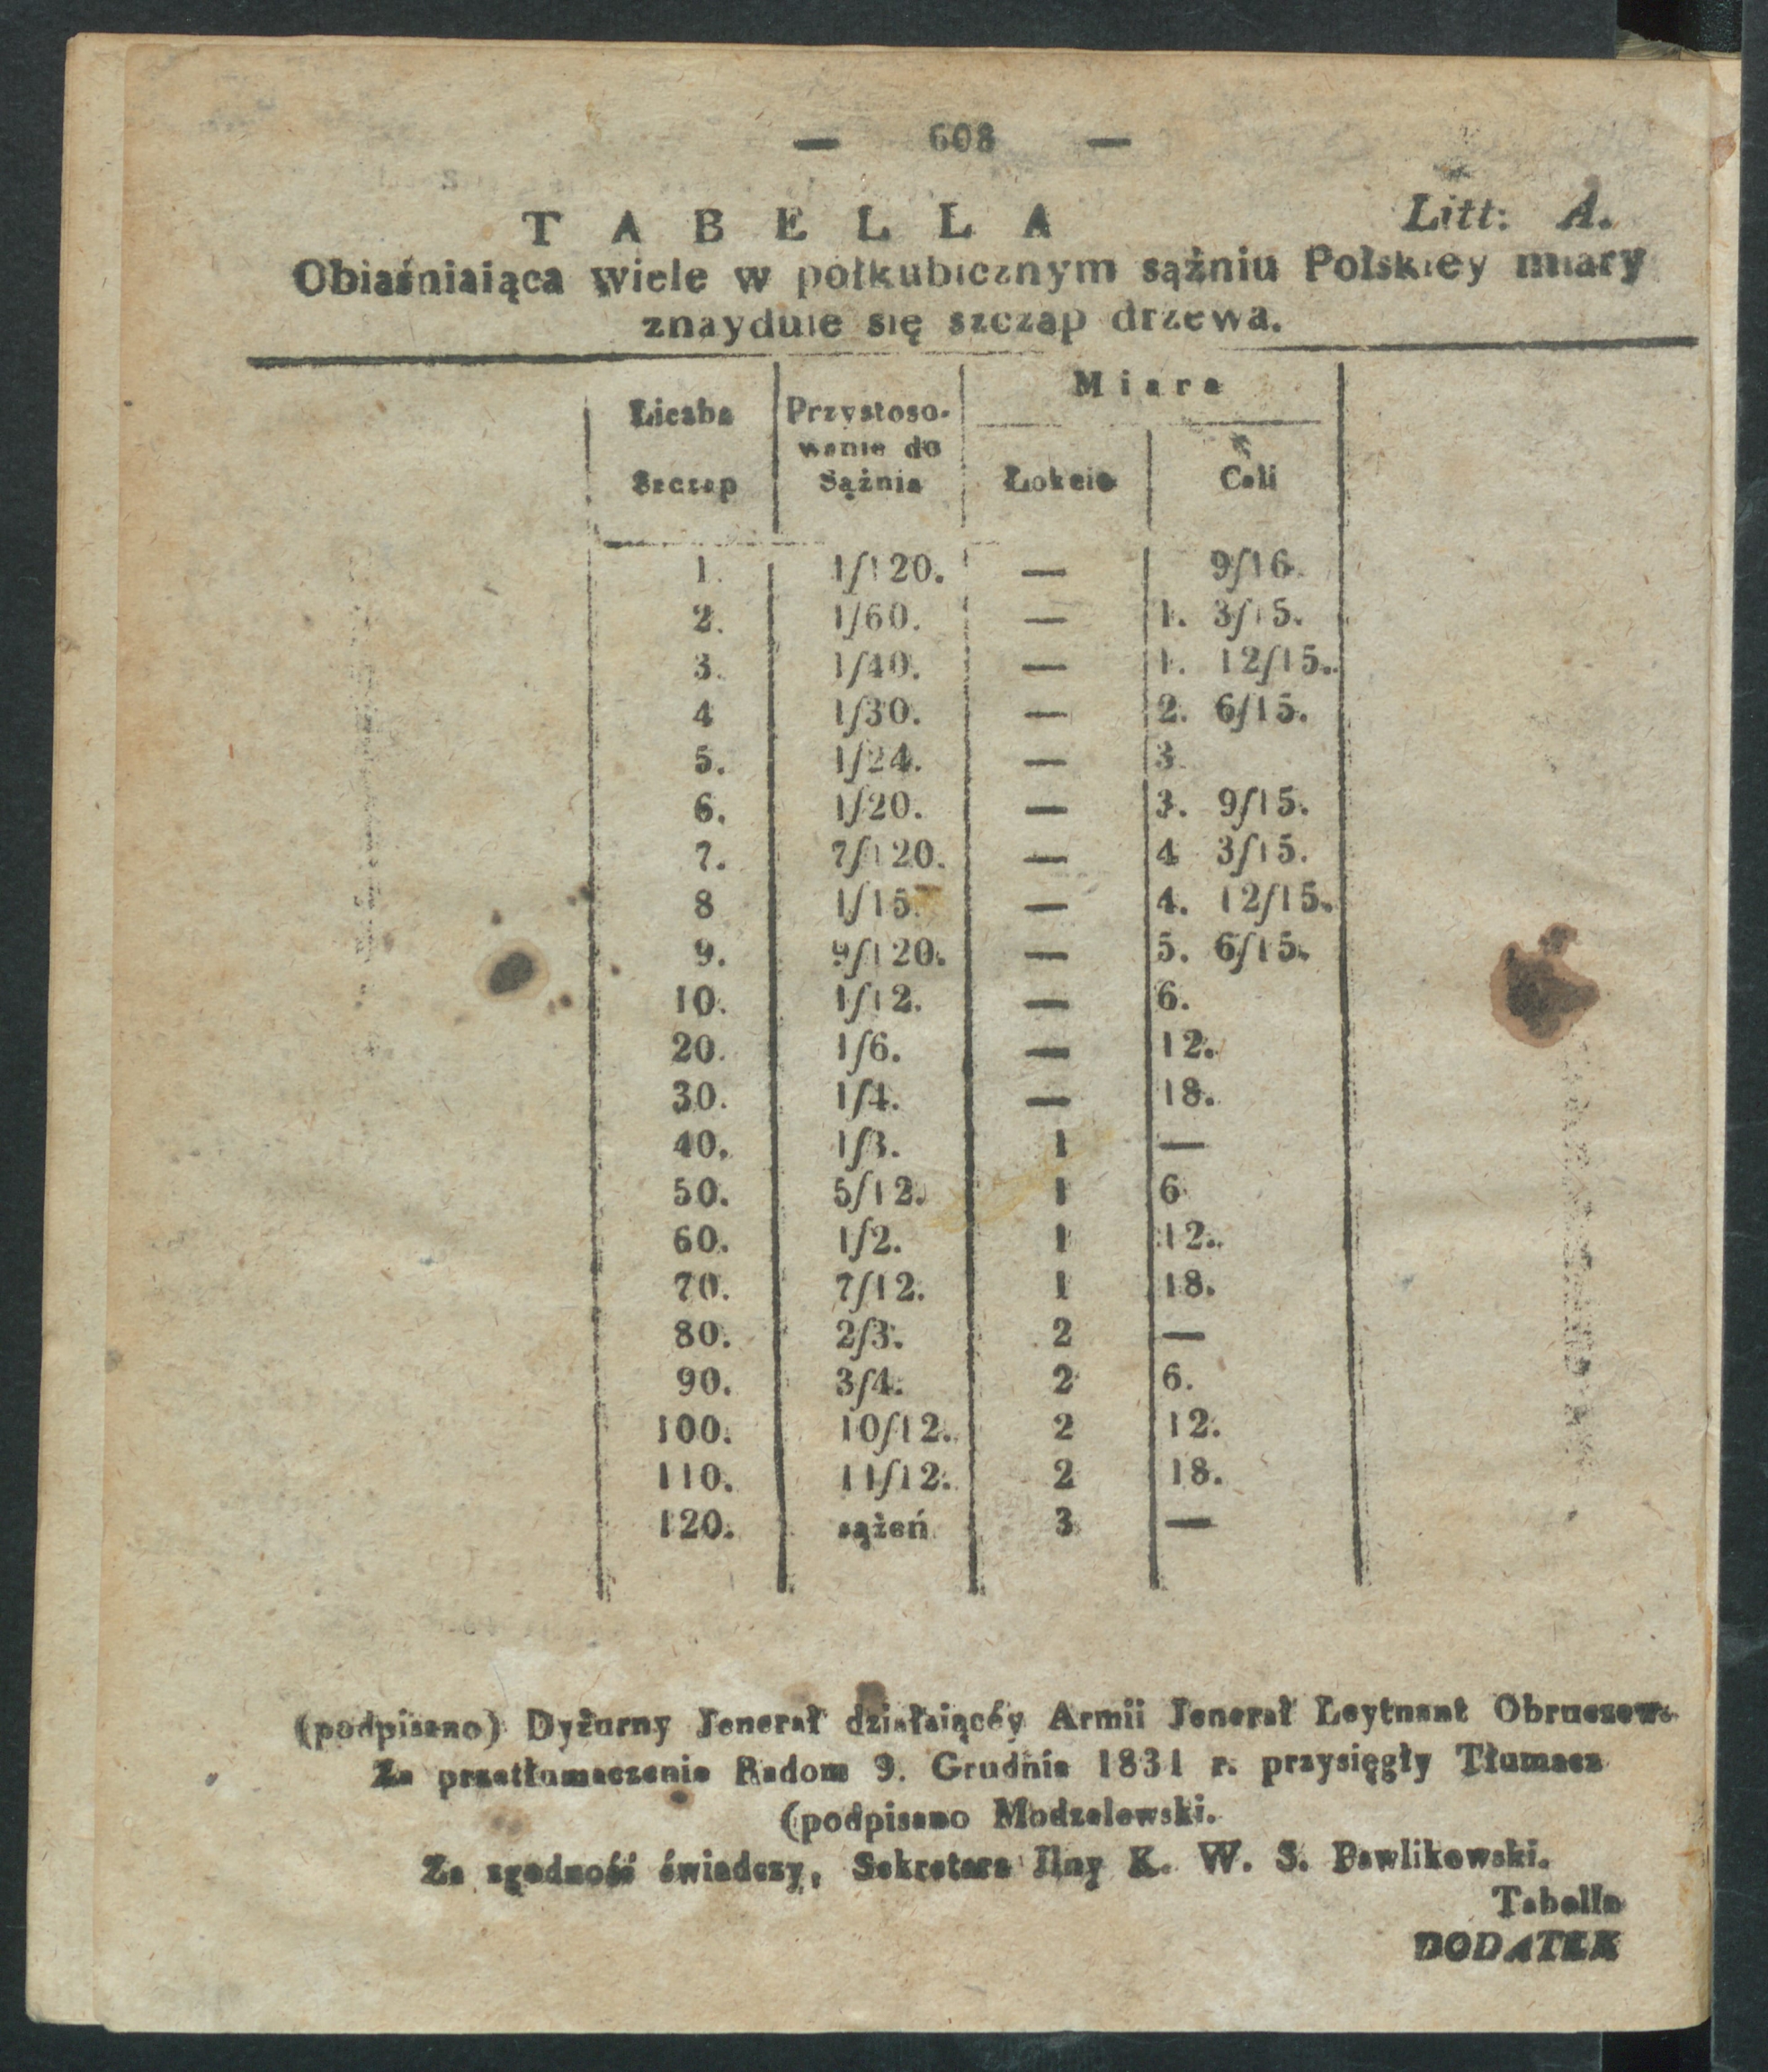 — 608 —
TABELLA Litt: A.
Obiaśniaiąca wiele w połkubicznym sążniu Polskiey miary
znayduie się szczap drzewa.
Liczba Szczap Przystosowanie do Sążnia Miara
Łokcie Cali
1. 1/120. — 9/16.
2. 1/60. — 1. 3/15.
3. 1/40. — 1. 12/15.
4 1/30. — 2. 6/15.
5. 1/24. — 3
6. 1/20. — 3. 9/15.
7. 7/120. — 4 3/15.
8 1/15. — 4. 12/15.
9. 9/120. — 5. 6/15.
10. 1/12. — 6.
20. 1/6. — 12.
30. 1/4. — 18.
40. 1/3. 1 —
50. 5/12. 1 6
60. 1/2. 1 12.
70. 7/12. 1 18.
80. 2/3. 2 —
90. 3/4. 2 6.
100. 10/12. 2 12.
110. 11/12. 2 18.
120. sążeń 3 —
(podpisano) Dyżurny Jenerał działaiącéy Armii Jenerał Leytnant Obruczew.
Za przetłumaczenie Radom 9. Grudnia 1831 r. przysięgły Tłumacz
(podpisano Modzelewski.
Za zgodność świadczy, Sekretarz Jlny K. W. S. Pawlikowski.
Tabella
DODATEK